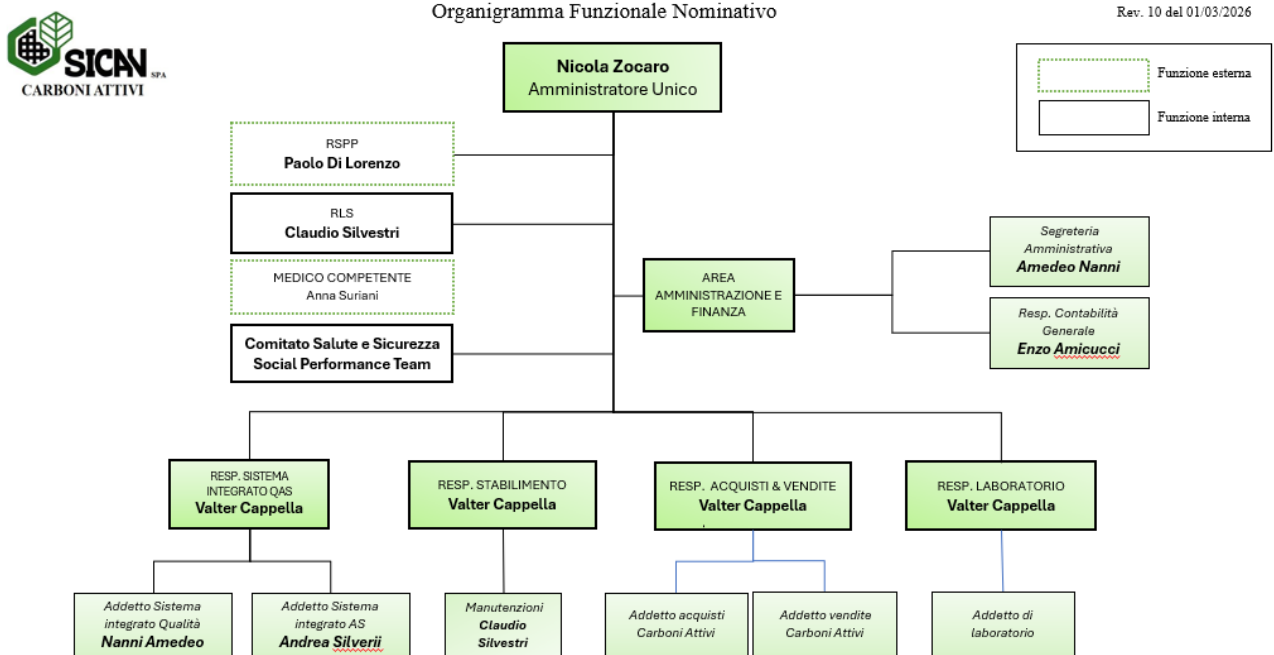 Organigramma Funzionale Nominativo
Rev. 10 del 01/03/2026
SICAV SPA
CARBONI ATTIVI
Nicola Zocaro
Amministratore Unico
Funzione esterna
Funzione interna
RSPP
Paolo Di Lorenzo
RLS
Claudio Silvestri
MEDICO COMPETENTE
Anna Suriani
Comitato Salute e Sicurezza
Social Performance Team
AREA
AMMINISTRAZIONE E
FINANZA
Segreteria
Amministrativa
Amedeo Nanni
Resp. Contabilità
Generale
Enzo Amicucci
RESP. SISTEMA
INTEGRATO QAS
Valter Cappella
RESP. STABILIMENTO
Valter Cappella
RESP. ACQUISTI & VENDITE
Valter Cappella
RESP. LABORATORIO
Valter Cappella
Addetto Sistema
integrato Qualità
Nanni Amedeo
Addetto Sistema
integrato AS
Andrea Silverii
Manutenzioni
Claudio
Silvestri
Addetto acquisti
Carboni Attivi
Addetto vendite
Carboni Attivi
Addetto di
laboratorio